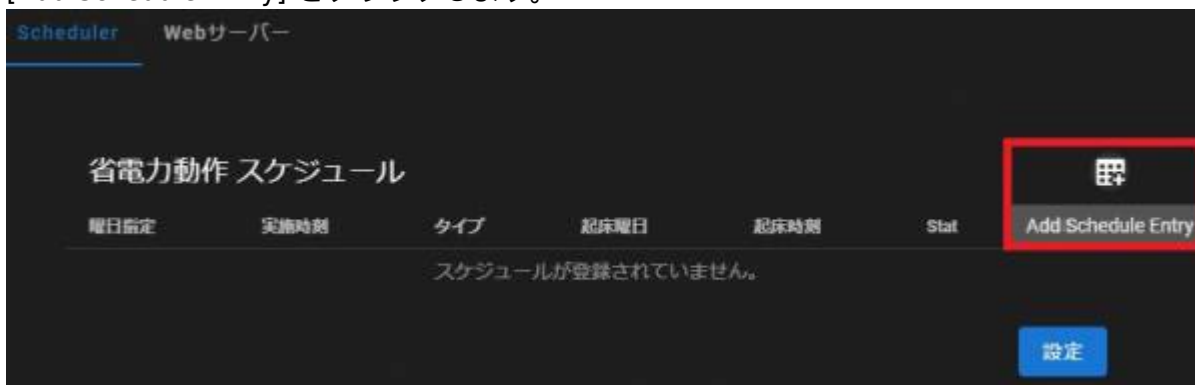 [Add Schedule Entry] をクリックします。
Scheduler Webサーバー
省電力動作 スケジュール
曜日指定 実施時刻 タイプ 起床曜日 起床時刻 Stat Add Schedule Entry
スケジュールが登録されていません。
設定